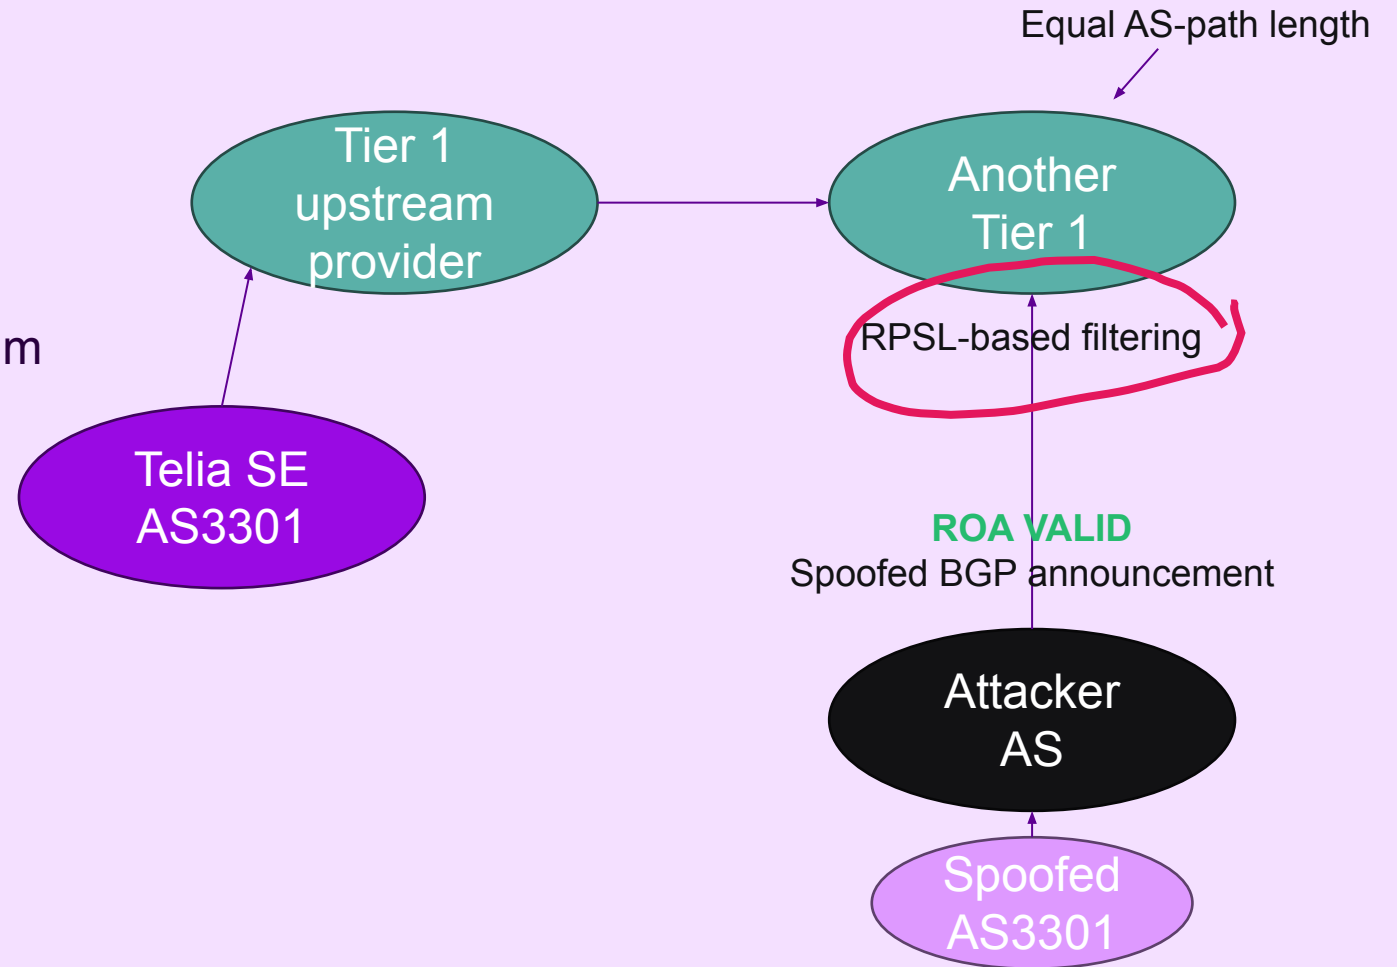 Equal AS-path length
Tier 1
upstream
provider
Another
Tier 1
RPSL-based filtering
m
Telia SE
AS3301
ROA VALID
Spoofed BGP announcement
Attacker
AS
Spoofed
AS3301